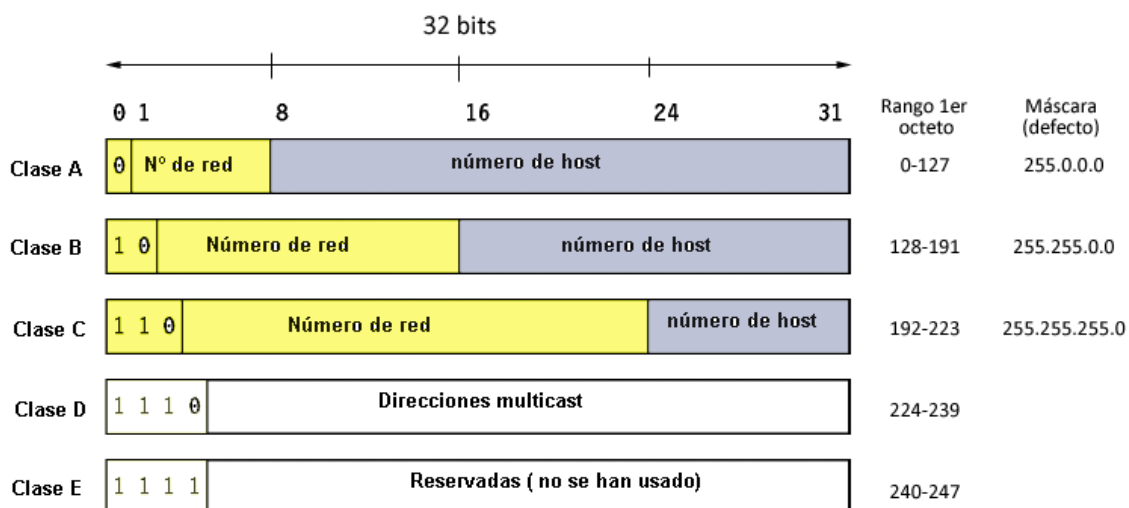 32 bits
0 1 8 16 24 31
Rango 1er octeto
Máscara (defecto)
Clase A 0 Nº de red número de host 0-127 255.0.0.0
Clase B 1 0 Número de red número de host 128-191 255.255.0.0
Clase C 1 1 0 Número de red número de host 192-223 255.255.255.0
Clase D 1 1 1 0 Direcciones multicast 224-239
Clase E 1 1 1 1 Reservadas ( no se han usado) 240-247